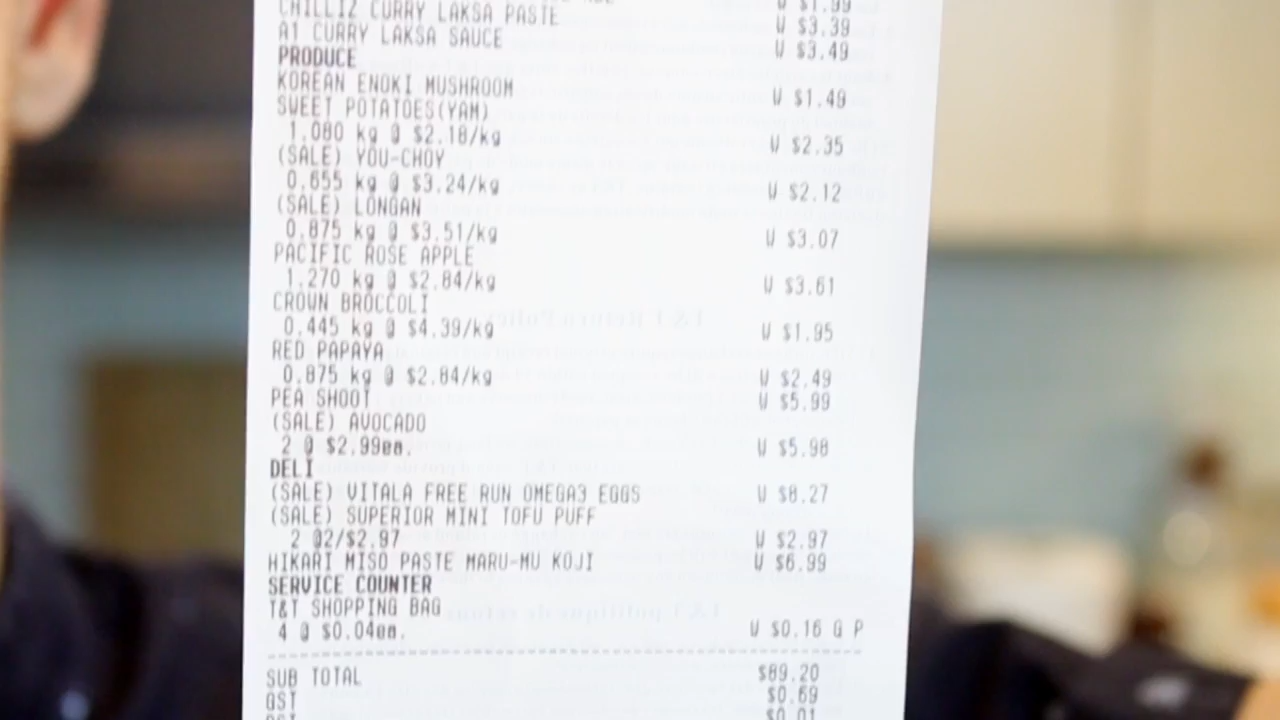 W $1.99
CHILLIZ CURRY LAKSA PASTE W $3.39
A1 CURRY LAKSA SAUCE W $3.49
PRODUCE
KOREAN ENOKI MUSHROOM W $1.49
SWEET POTATOES(YAM)
1.080 kg @ $2.18/kg W $2.35
(SALE) YOU-CHOY
0.655 kg @ $3.24/kg W $2.12
(SALE) LONGAN
0.875 kg @ $3.51/kg W $3.07
PACIFIC ROSE APPLE
1.270 kg @ $2.84/kg W $3.61
CROWN BROCCOLI
0.445 kg @ $4.39/kg W $1.95
RED PAPAYA
0.875 kg @ $2.84/kg W $2.49
PEA SHOOT W $5.99
(SALE) AVOCADO
2 @ $2.99ea. W $5.98
DELI
(SALE) VITALA FREE RUN OMEGA3 EGGS W $8.27
(SALE) SUPERIOR MINI TOFU PUFF
2 @2/$2.97 W $2.97
HIKARI MISO PASTE MARU-MU KOJI W $6.99
SERVICE COUNTER
T&T SHOPPING BAG
4 @ $0.04ea. W $0.16 G P
SUB TOTAL $89.20
GST $0.69
$0.01